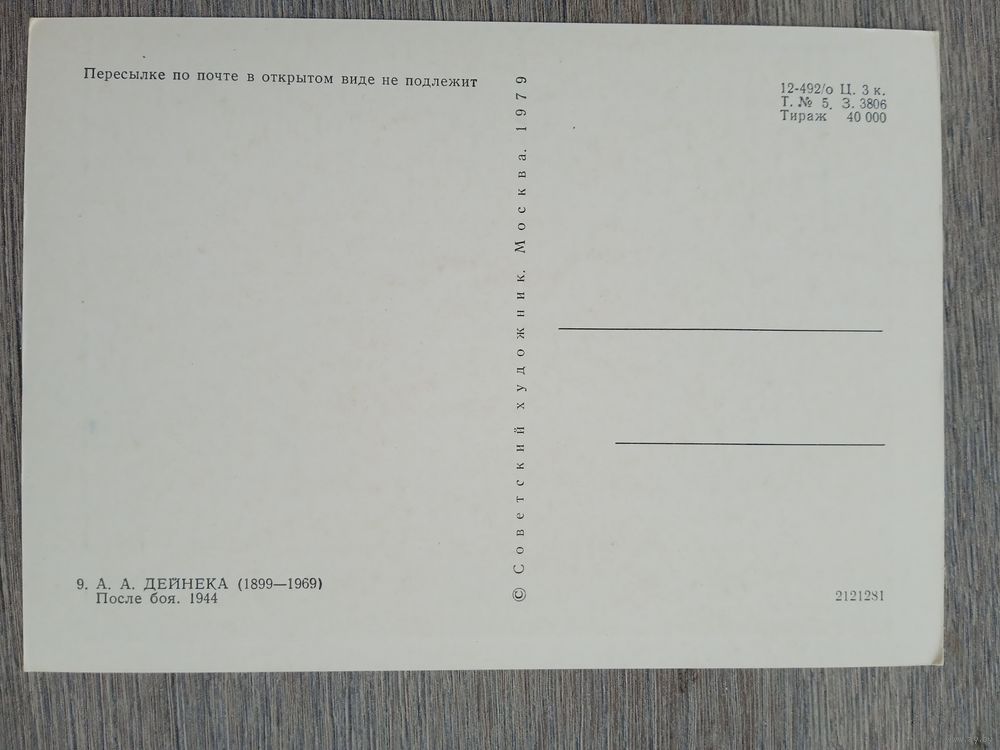 Пересылке по почте в открытом виде не подлежит
12-492/о Ц. 3 к.
Т. № 5. З. 3806
Тираж 40 000
© Советский художник. Москва. 1979
9. А. А. ДЕЙНЕКА (1899—1969)
После боя. 1944
2121281